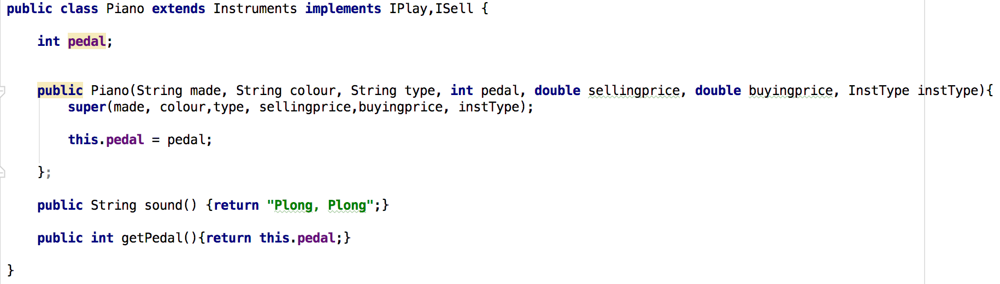 public class Piano extends Instruments implements IPlay,ISell {
int pedal;
public Piano(String made, String colour, String type, int pedal, double sellingprice, double buyingprice, InstType instType){
super(made, colour,type, sellingprice,buyingprice, instType);
this.pedal = pedal;
};
public String sound() {return "Plong, Plong";}
public int getPedal(){return this.pedal;}
}